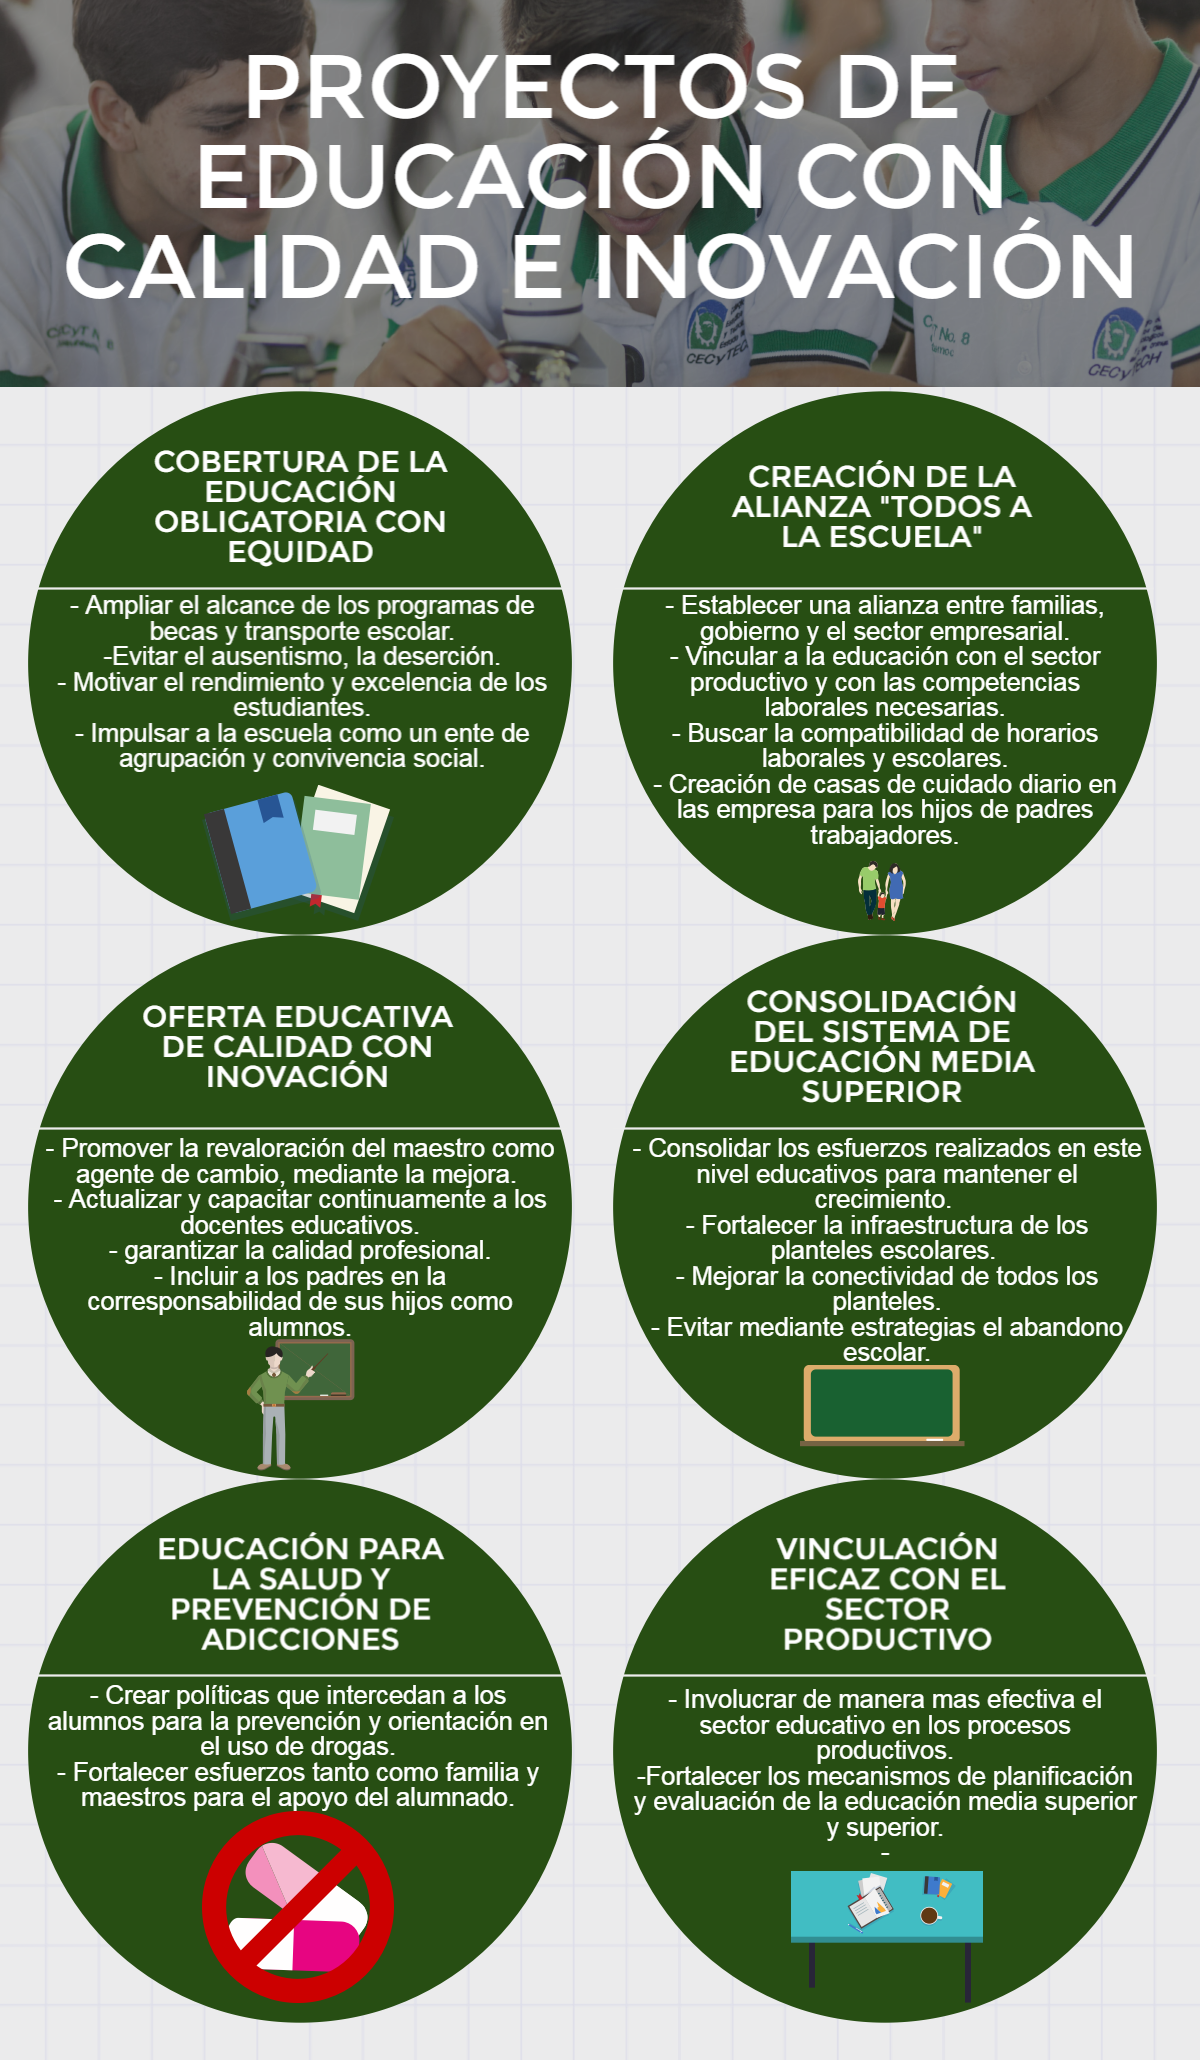 PROYECTOS DE
EDUCACIÓN CON
CALIDAD E INOVACIÓN
CECyTECH
No. 8
CECyTECH
COBERTURA DE LA
EDUCACIÓN
OBLIGATORIA CON
EQUIDAD
- Ampliar el alcance de los programas de
becas y transporte escolar.
-Evitar el ausentismo, la deserción.
- Motivar el rendimiento y excelencia de los
estudiantes.
- Impulsar a la escuela como un ente de
agrupación y convivencia social.
CREACIÓN DE LA
ALIANZA "TODOS A
LA ESCUELA"
- Establecer una alianza entre familias,
gobierno y el sector empresarial.
- Vincular a la educación con el sector
productivo y con las competencias
laborales necesarias.
- Buscar la compatibilidad de horarios
laborales y escolares.
- Creación de casas de cuidado diario en
las empresa para los hijos de padres
trabajadores.
OFERTA EDUCATIVA
DE CALIDAD CON
INOVACIÓN
- Promover la revaloración del maestro como
agente de cambio, mediante la mejora.
- Actualizar y capacitar continuamente a los
docentes educativos.
- garantizar la calidad profesional.
- Incluir a los padres en la
corresponsabilidad de sus hijos como
alumnos.
CONSOLIDACIÓN
DEL SISTEMA DE
EDUCACIÓN MEDIA
SUPERIOR
- Consolidar los esfuerzos realizados en este
nivel educativos para mantener el
crecimiento.
- Fortalecer la infraestructura de los
planteles escolares.
- Mejorar la conectividad de todos los
planteles.
- Evitar mediante estrategias el abandono
escolar.
EDUCACIÓN PARA
LA SALUD Y
PREVENCIÓN DE
ADICCIONES
- Crear políticas que intercedan a los
alumnos para la prevención y orientación en
el uso de drogas.
- Fortalecer esfuerzos tanto como familia y
maestros para el apoyo del alumnado.
VINCULACIÓN
EFICAZ CON EL
SECTOR
PRODUCTIVO
- Involucrar de manera mas efectiva el
sector educativo en los procesos
productivos.
-Fortalecer los mecanismos de planificación
y evaluación de la educación media superior
y superior.
-